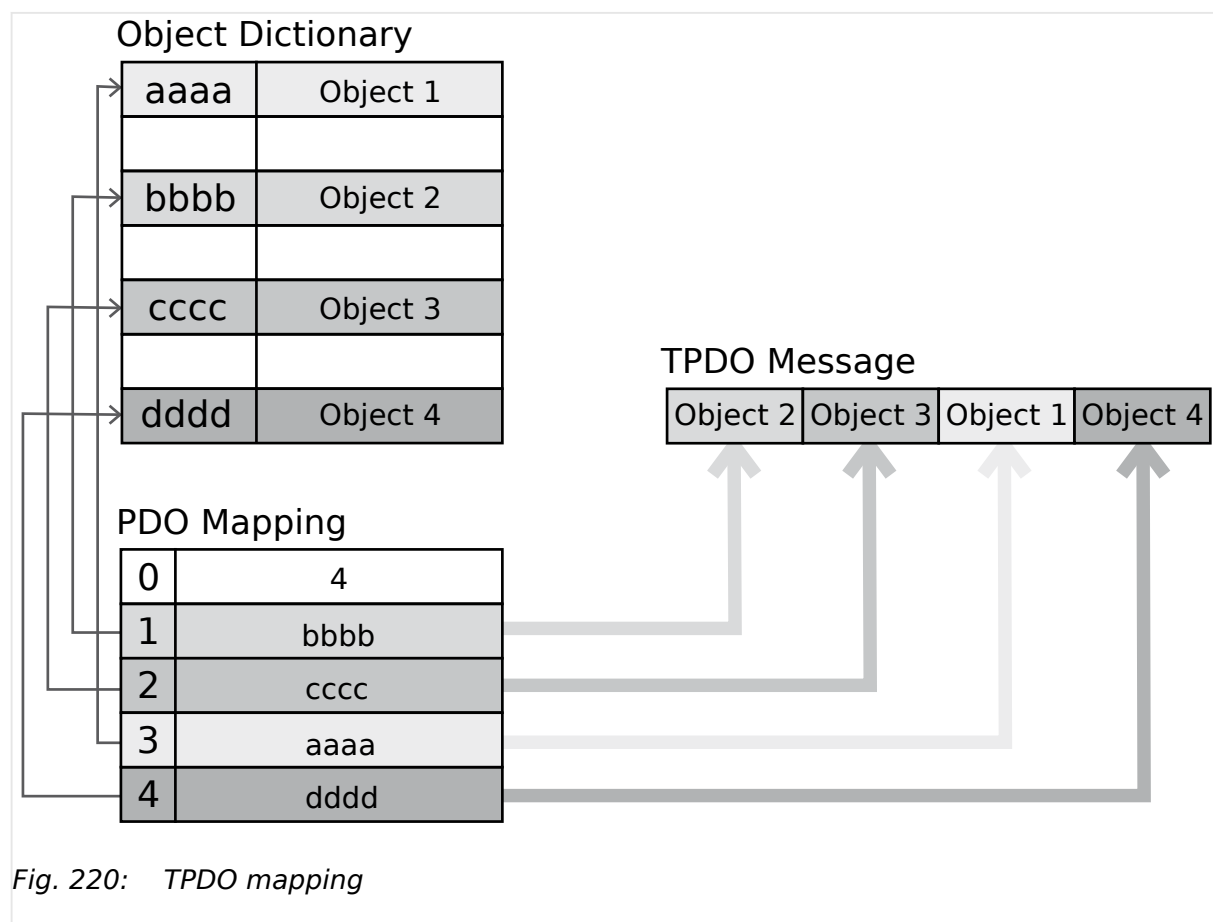 Object Dictionary
aaaa Object 1
bbbb Object 2
cccc Object 3
dddd Object 4
TPDO Message
Object 2 Object 3 Object 1 Object 4
PDO Mapping
0 4
1 bbbb
2 cccc
3 aaaa
4 dddd
Fig. 220: TPDO mapping